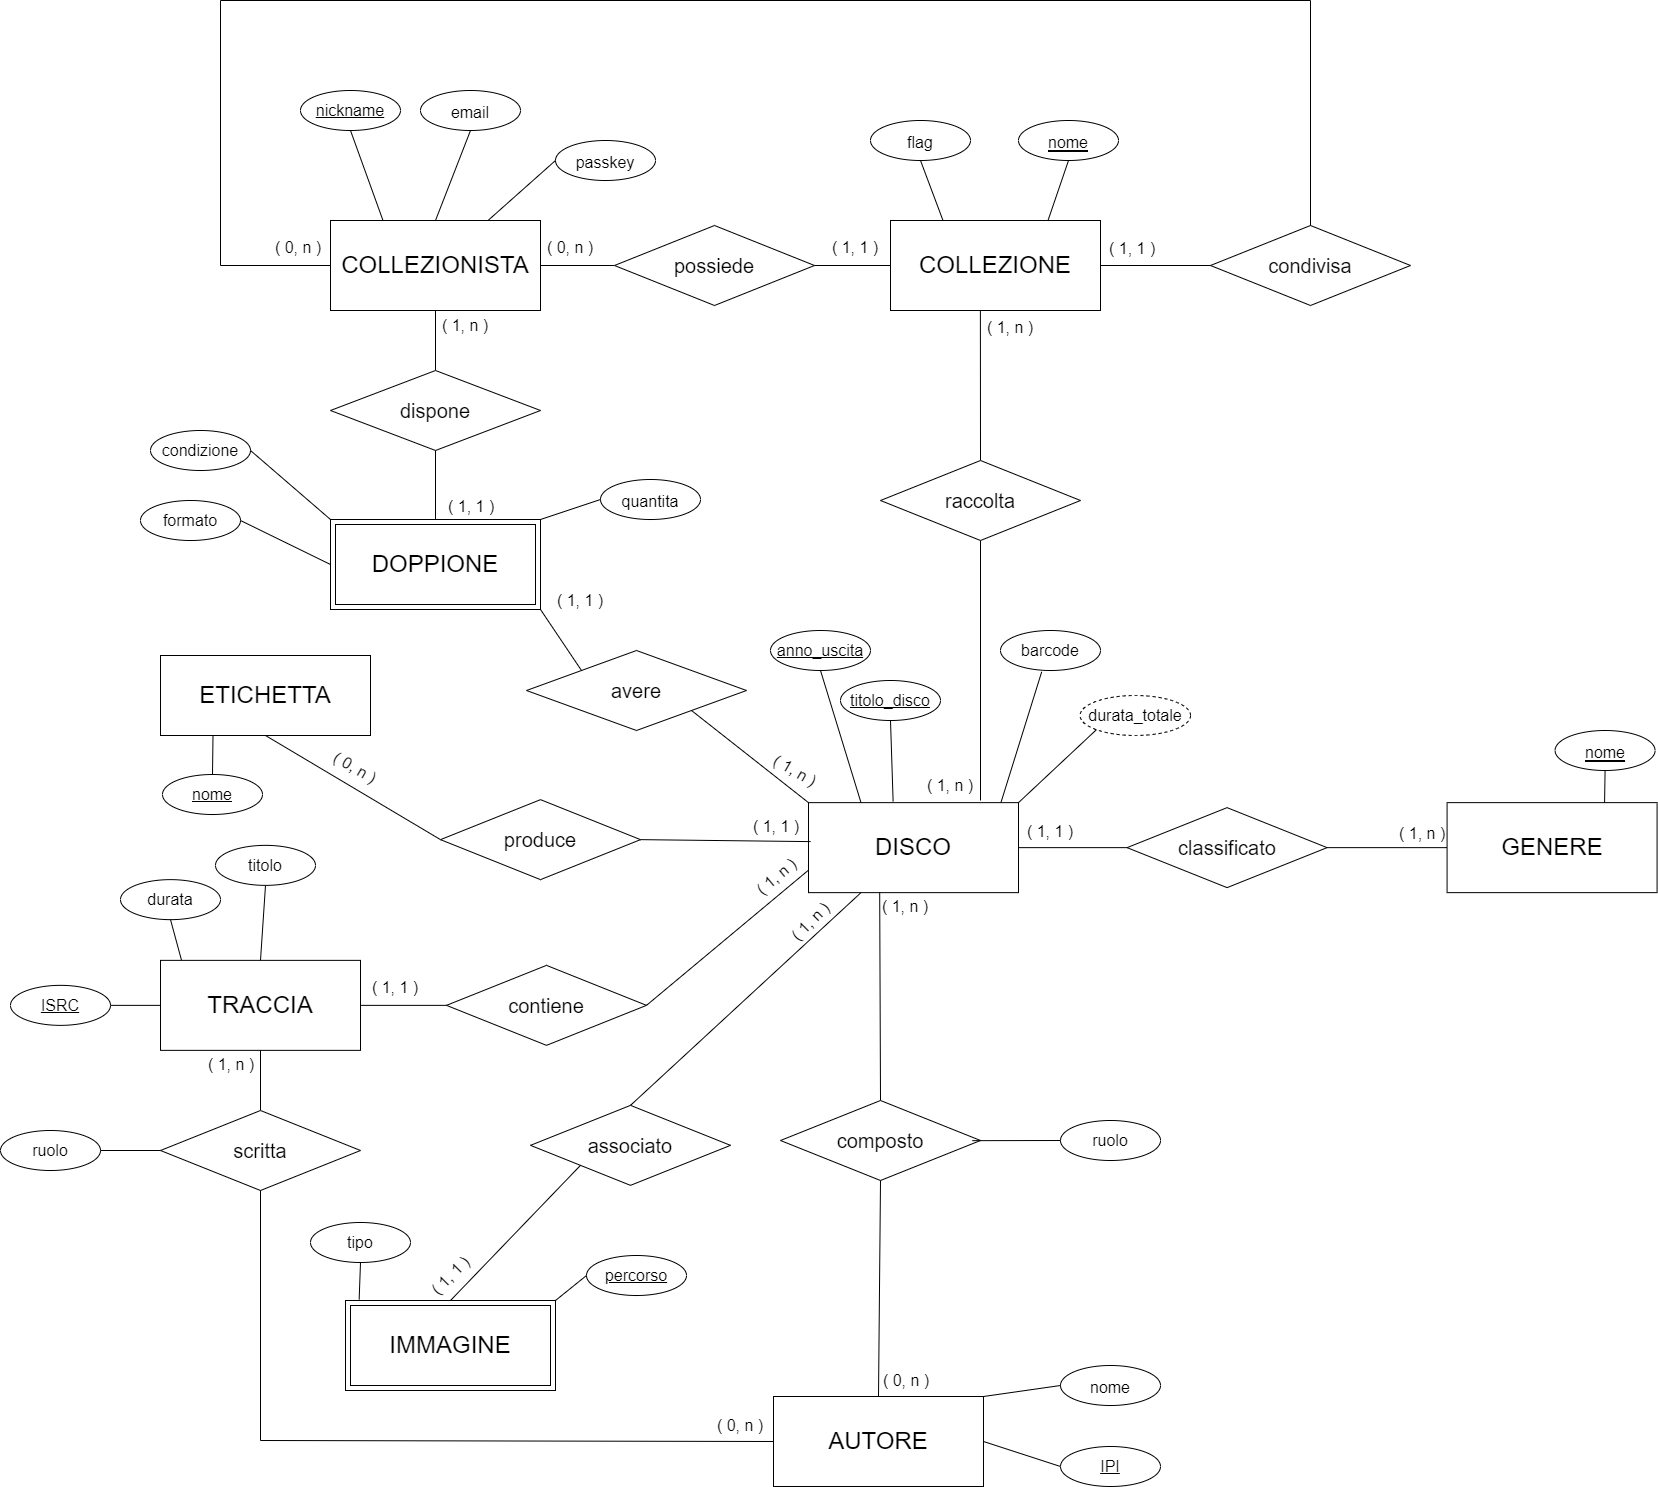 nickname
email
passkey
flag
nome
( 0, n )
COLLEZIONISTA
( 0, n )
possiede
( 1, 1 )
COLLEZIONE
( 1, 1 )
condivisa
( 1, n )
( 1, n )
dispone
condizione
formato
( 1, 1 )
quantita
raccolta
DOPPIONE
( 1, 1 )
ETICHETTA
nome
( 0, n )
avere
( 1, n )
anno_uscita
titolo_disco
barcode
durata_totale
( 1, n )
nome
produce
( 1, 1 )
DISCO
( 1, 1 )
classificato
( 1, n )
GENERE
titolo
durata
( 1, n )
( 1, n )
( 1, n )
ISRC
TRACCIA
( 1, 1 )
contiene
( 1, n )
ruolo
scritta
associato
composto
ruolo
tipo
( 1, 1 )
percorso
IMMAGINE
( 0, n )
nome
( 0, n )
AUTORE
IPI